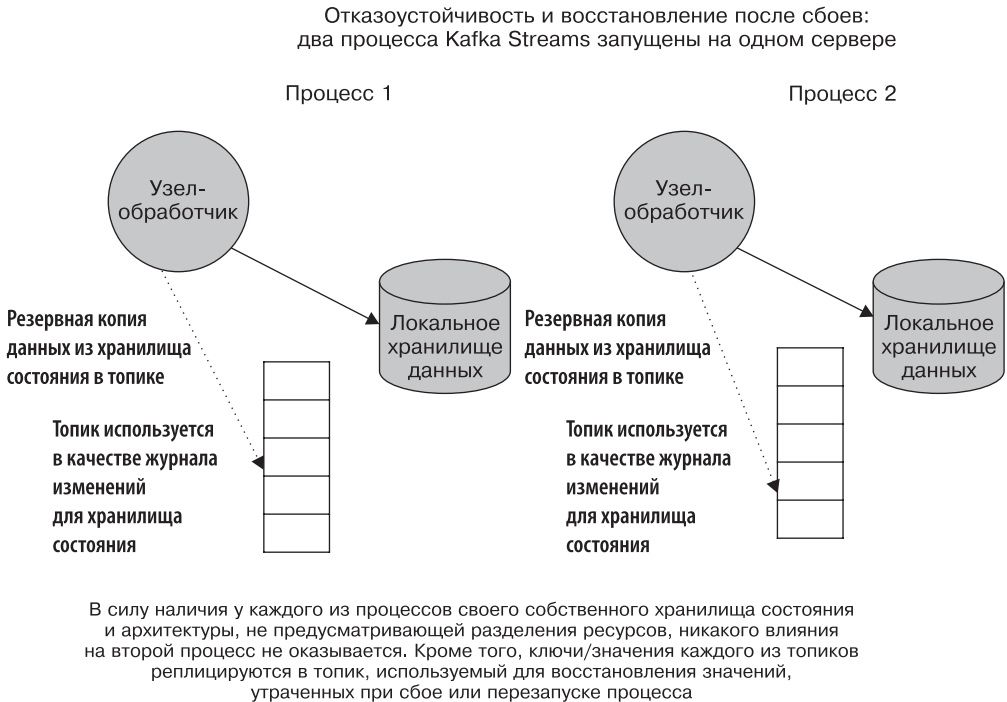 Отказоустойчивость и восстановление после сбоев:
два процесса Kafka Streams запущены на одном сервере
Процесс 1
Узел-
обработчик
Локальное
хранилище
данных
Резервная копия
данных из хранилища
состояния в топике
Топик используется
в качестве журнала
изменений
для хранилища
состояния
Процесс 2
Узел-
обработчик
Локальное
хранилище
данных
Резервная копия
данных из хранилища
состояния в топике
Топик используется
в качестве журнала
изменений
для хранилища
состояния
В силу наличия у каждого из процессов своего собственного хранилища состояния
и архитектуры, не предусматривающей разделения ресурсов, никакого влияния
на второй процесс не оказывается. Кроме того, ключи/значения каждого из топиков
реплицируются в топик, используемый для восстановления значений,
утраченных при сбое или перезапуске процесса